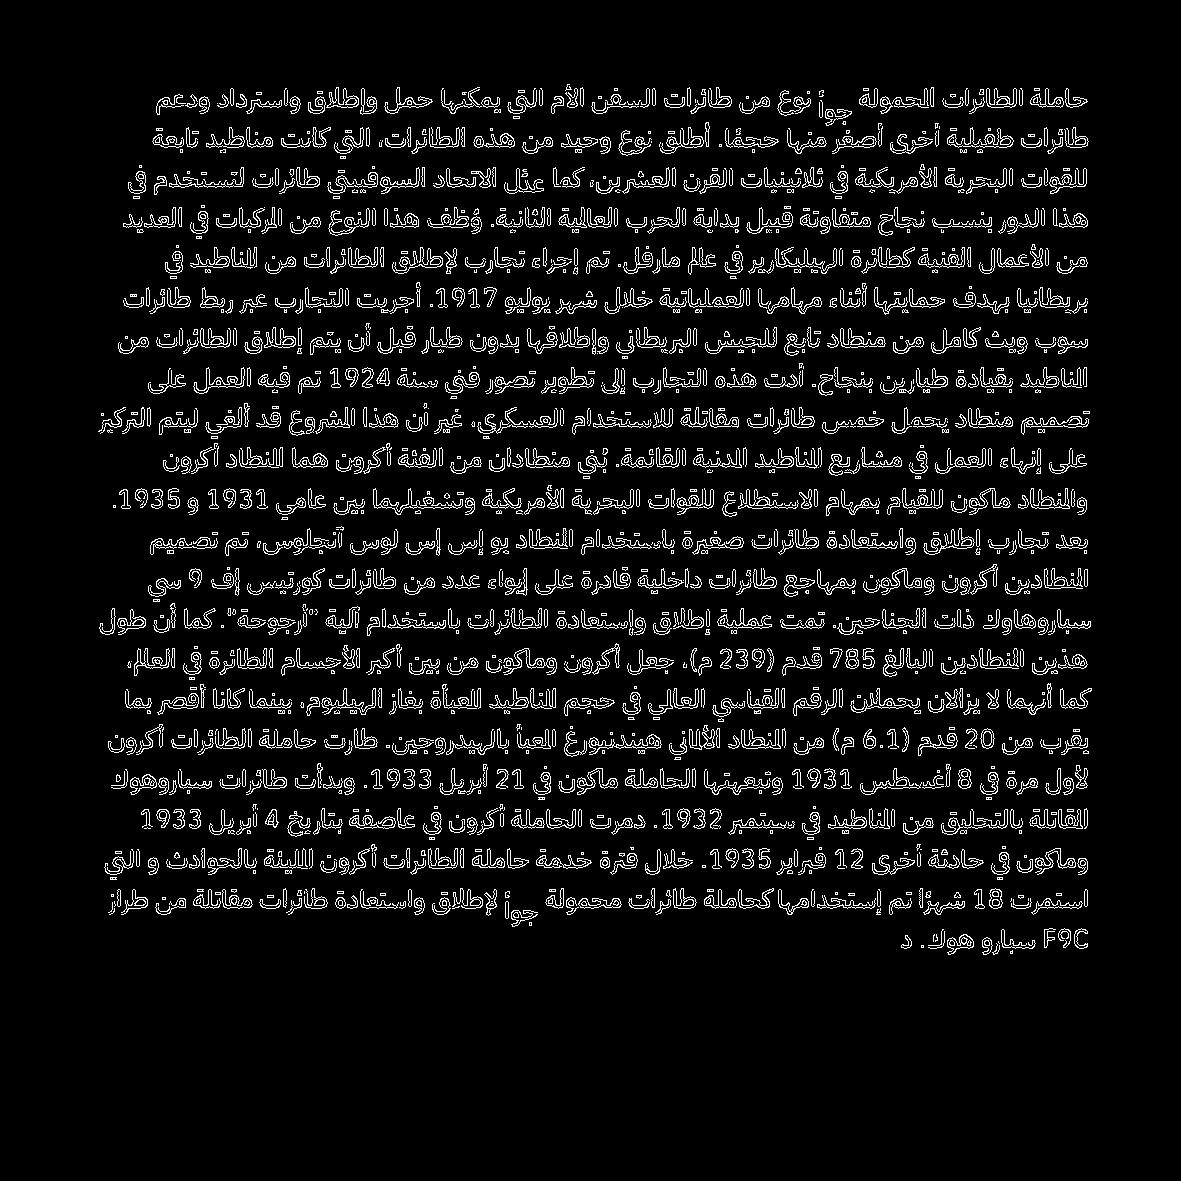 حاملة الطائرات المحمولة جواً نوع من طائرات السفن الأم التي يمكنها حمل وإطلاق واسترداد ودعم
طائرات طفيلية أخرى أصغر منها حجمًا. أطلق نوع وحيد من هذه الطائرات، التي كانت مناطيد تابعة
للقوات البحرية الأمريكية في ثلاثينيات القرن العشرين، كما عدّل الاتحاد السوفييتي طائرات لتستخدم في
هذا الدور بنسب نجاح متفاوتة قبيل بداية الحرب العالمية الثانية. وُظف هذا النوع من المركبات في العديد
من الأعمال الفنية كطائرة الهيليكارير في عالم مارفل. تم إجراء تجارب لإطلاق الطائرات من المناطيد في
بريطانيا بهدف حمايتها أثناء مهامها العملياتية خلال شهر يوليو 1917. أجريت التجارب عبر ربط طائرات
سوب ويث كامل من منطاد تابع للجيش البريطاني وإطلاقها بدون طيار قبل أن يتم إطلاق الطائرات من
المناطيد بقيادة طيارين بنجاح. أدت هذه التجارب إلى تطوير تصور فني سنة 1924 تم فيه العمل على
تصميم منطاد يحمل خمس طائرات مقاتلة للاستخدام العسكري، غير أن هذا المشروع قد ألغي ليتم التركيز
على إنهاء العمل في مشاريع المناطيد المدنية القائمة. بُني منطادان من الفئة أكرون هما المنطاد أكرون
والمنطاد ماكون للقيام بمهام الاستطلاع للقوات البحرية الأمريكية وتشغيلهما بين عامي 1931 و 1935.
بعد تجارب إطلاق واستعادة طائرات صغيرة باستخدام المنطاد يو إس إس لوس آنجلوس، تم تصميم
المنطادين أكرون وماكون بمهاجع طائرات داخلية قادرة على إيواء عدد من طائرات كورتيس إف 9 سي
سباروهاوك ذات الجناحين. تمت عملية إطلاق وإستعادة الطائرات باستخدام آلية "أرجوحة". كما أن طول
هذين المنطادين البالغ 785 قدم (239 م)، جعل أكرون وماكون من بين أكبر الأجسام الطائرة في العالم،
كما أنهما لا يزالان يحملان الرقم القياسي العالمي في حجم المناطيد المعبأة بغاز الهيليوم، بينما كانا أقصر بما
يقرب من 20 قدم (6.1 م) من المنطاد الألماني هيندنبورغ المعبأ بالهيدروجين. طارت حاملة الطائرات أكرون
لأول مرة في 8 أغسطس 1931 وتبعهتها الحاملة ماكون في 21 أبريل 1933. وبدأت طائرات سباروهوك
المقاتلة بالتحليق من المناطيد في سبتمبر 1932. دمرت الحاملة أكرون في عاصفة بتاريخ 4 أبريل 1933
وماكون في حادثة أخرى 12 فبراير 1935. خلال فترة خدمة حاملة الطائرات أكرون المليئة بالحوادث و التي
استمرت 18 شهرًا تم إستخدامها كحاملة طائرات محمولة جواً لإطلاق واستعادة طائرات مقاتلة من طراز
F9C سبارو هوك. د